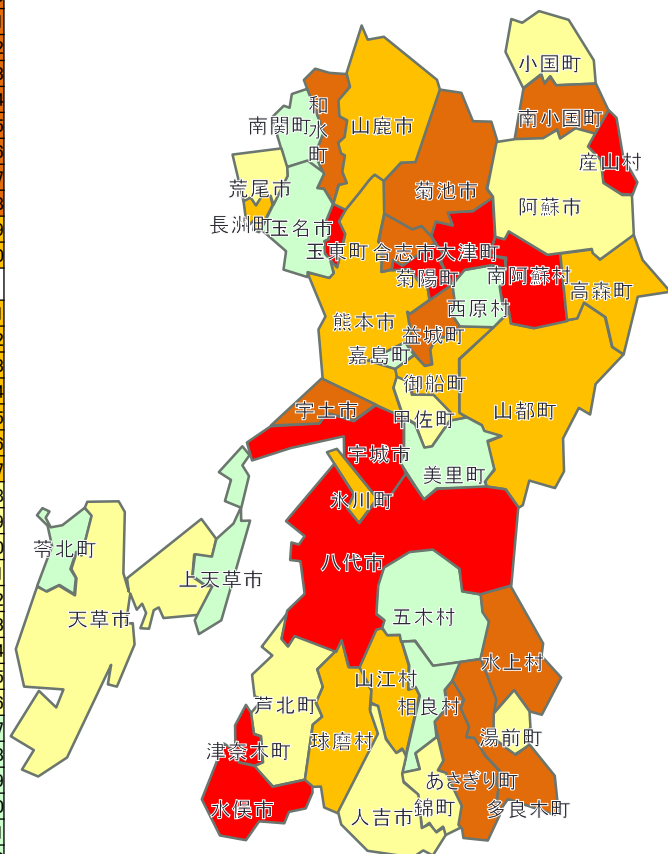 小国町
南小国町
産山村
和水町
南関町
山鹿市
菊池市
阿蘇市
荒尾市
長洲町
玉名市
玉東町
合志市
大津町
菊陽町
南阿蘇村
高森町
西原村
熊本市
益城町
嘉島町
御船町
宇土市
甲佐町
山都町
宇城市
美里町
氷川町
八代市
苓北町
上天草市
天草市
五木村
水上村
山江村
相良村
芦北町
湯前町
球磨村
津奈木町
あさぎり町
多良木町
水俣市
人吉市
錦町